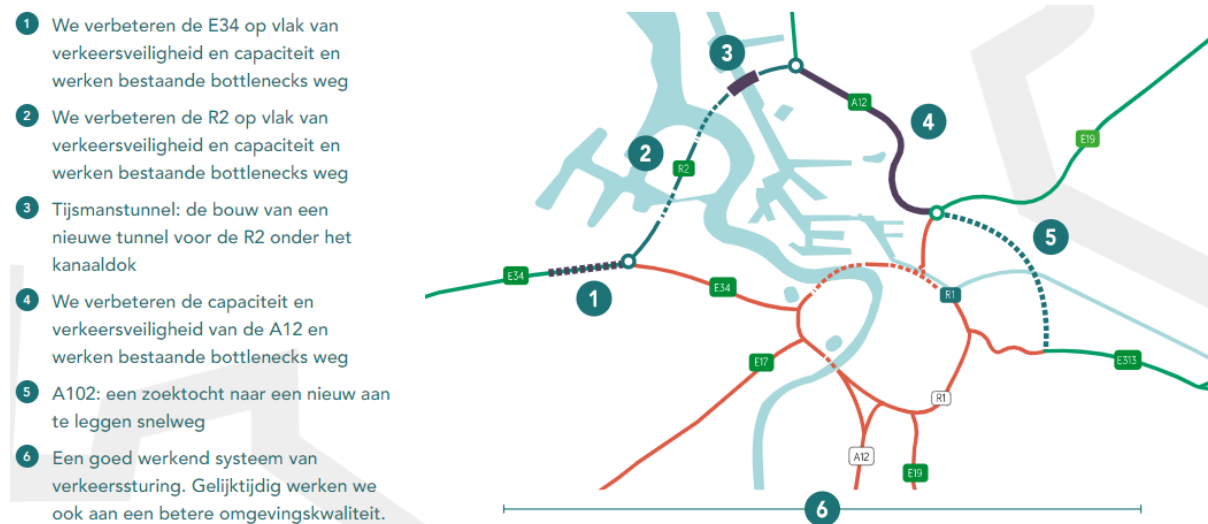 1 We verbeteren de E34 op vlak van
verkeersveiligheid en capaciteit en
werken bestaande bottlenecks weg
2 We verbeteren de R2 op vlak van
verkeersveiligheid en capaciteit en
werken bestaande bottlenecks weg
3 Tijsmanstunnel: de bouw van een
nieuwe tunnel voor de R2 onder het
kanaaldok
4 We verbeteren de capaciteit en
verkeersveiligheid van de A12 en
werken bestaande bottlenecks weg
5 A102: een zoektocht naar een nieuw aan
te leggen snelweg
6 Een goed werkend systeem van
verkeerssturing. Gelijktijdig werken we
ook aan een betere omgevingskwaliteit.
3
A12
4
E19
2
R2
5
E34
1
E34
R1
E17
E313
R1
A12
E19
6